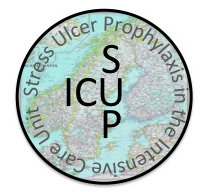 Stress Ulcer Prophylaxis in the Intensive Care Unit
S
ICU
P